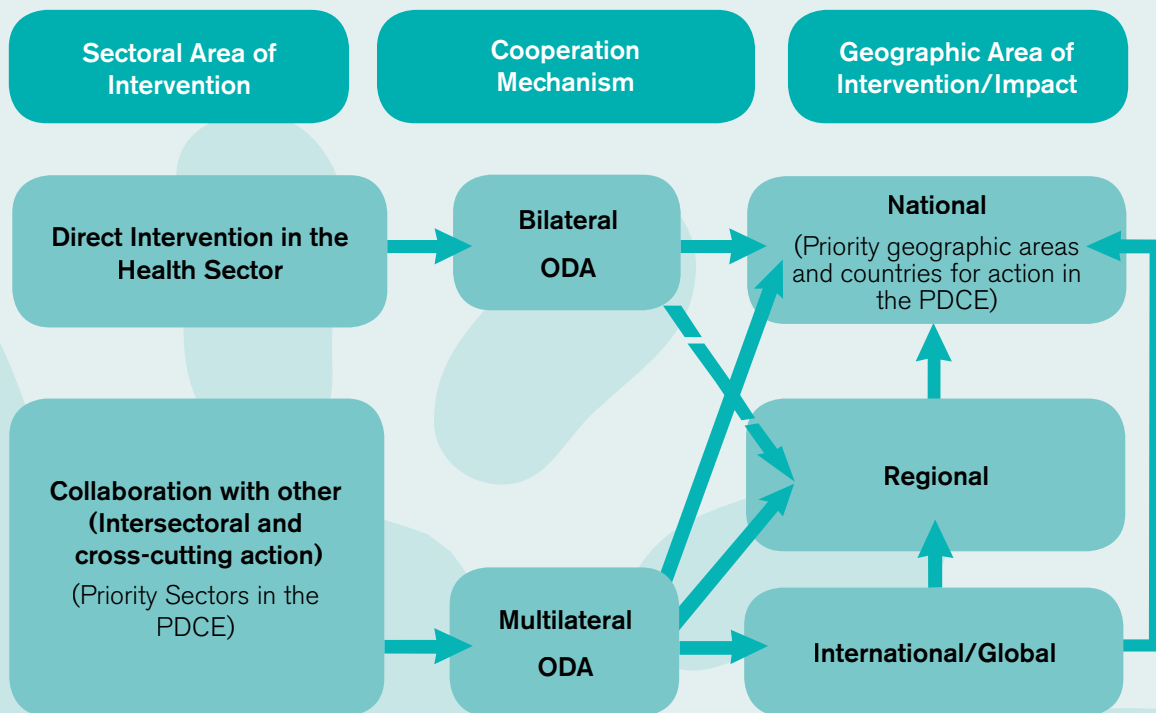 Sectoral Area of
Intervention
Cooperation
Mechanism
Geographic Area of
Intervention/Impact
Direct Intervention in the
Health Sector
Bilateral
ODA
National
(Priority geographic areas
and countries for action in
the PDCE)
Collaboration with other
(Intersectoral and
cross-cutting action)
(Priority Sectors in the
PDCE)
Regional
Multilateral
ODA
International/Global